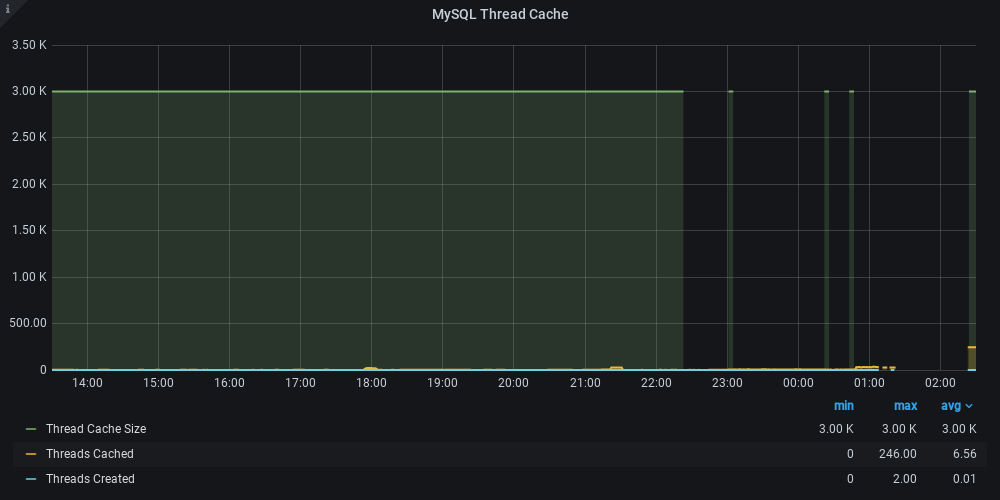 i
MySQL Thread Cache
3.50 K
3.00 K
2.50 K
2.00 K
1.50 K
1.00 K
500.00
0
14:00 15:00 16:00 17:00 18:00 19:00 20:00 21:00 22:00 23:00 00:00 01:00 02:00
min max avg
Thread Cache Size 3.00 K 3.00 K 3.00 K
Threads Cached 0 246.00 6.56
Threads Created 0 2.00 0.01